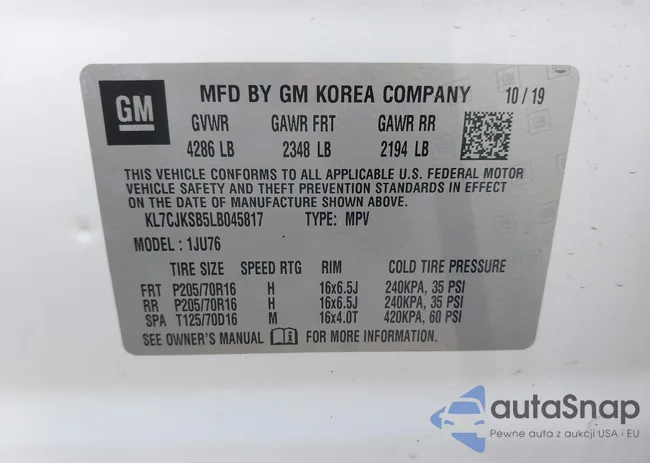 GM
MFD BY GM KOREA COMPANY 10/19
GVWR GAWR FRT GAWR RR
4286 LB 2348 LB 2194 LB
THIS VEHICLE CONFORMS TO ALL APPLICABLE U.S. FEDERAL MOTOR
VEHICLE SAFETY AND THEFT PREVENTION STANDARDS IN EFFECT
ON THE DATE OF MANUFACTURE SHOWN ABOVE.
KL7CJKSB5LB045817 TYPE: MPV
MODEL: 1JU76
TIRE SIZE SPEED RTG RIM COLD TIRE PRESSURE
FRT P205/70R16 H 16x6.5J 240KPA, 35 PSI
RR P205/70R16 H 16x6.5J 240KPA, 35 PSI
SPA T125/70D16 M 16x4.0T 420KPA, 60 PSI
SEE OWNER'S MANUAL FOR MORE INFORMATION.
autaSnap
Pewne auta z aukcji USA i EU